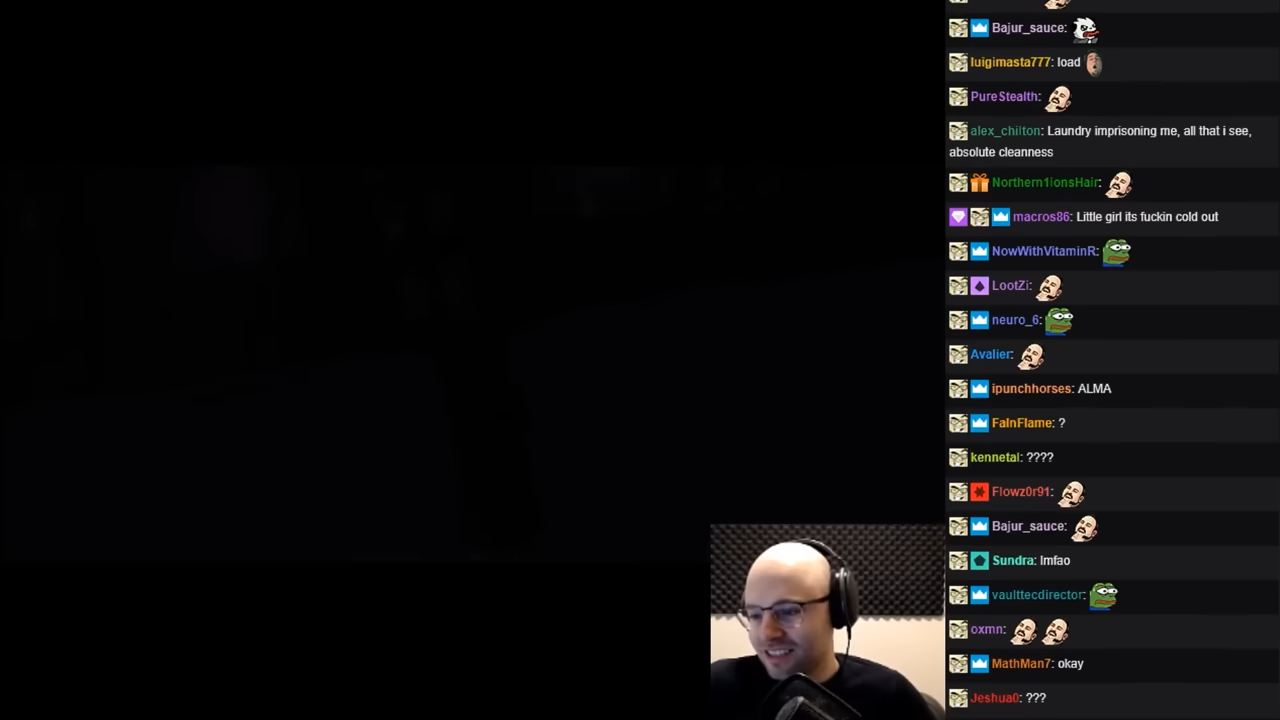 Bajur_sauce:
luigimasta777: load
PureStealth:
alex_chilton: Laundry imprisoning me, all that i see,
absolute cleanness
Northern1ionsHair:
macros86: Little girl its fuckin cold out
NowWithVitaminR:
LootZi:
neuro_6:
Avalier:
ipunchhorses: ALMA
FalnFlame: ?
kennetal: ????
Flowz0r91:
Bajur_sauce:
Sundra: lmfao
vaulttecdirector:
oxmn:
MathMan7: okay
Jeshua0: ???